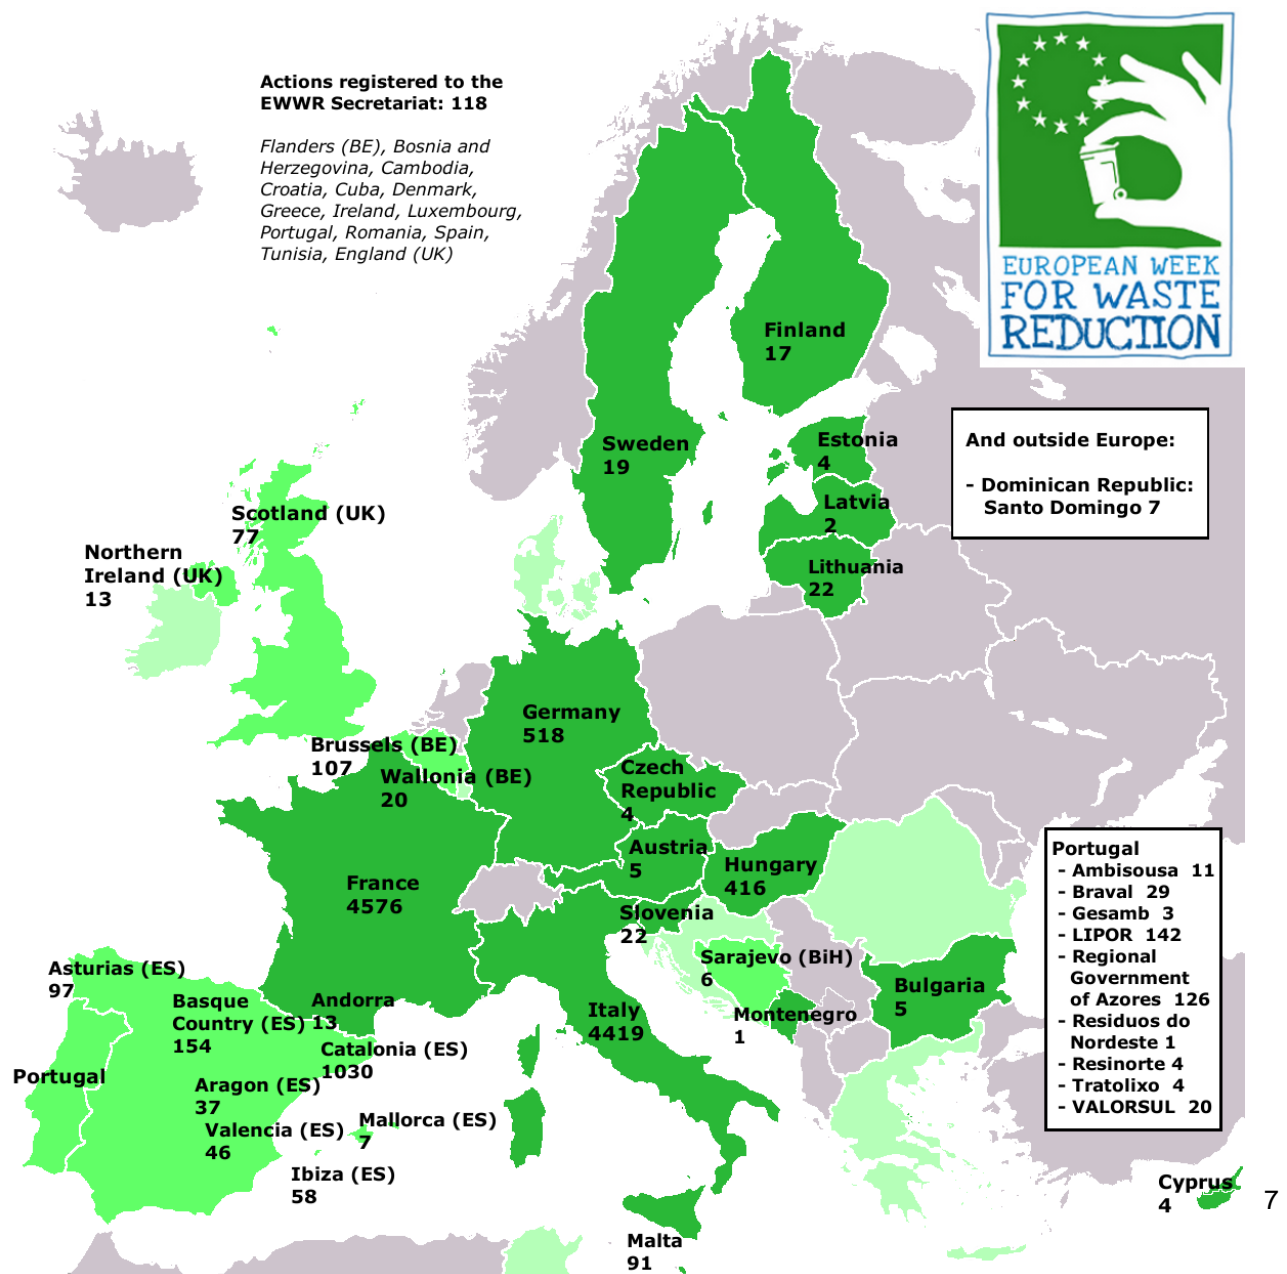 Actions registered to the
EWWR Secretariat: 118
Flanders (BE), Bosnia and
Herzegovina, Cambodia,
Croatia, Cuba, Denmark,
Greece, Ireland, Luxembourg,
Portugal, Romania, Spain,
Tunisia, England (UK)
EUROPEAN WEEK
FOR WASTE
REDUCTION
Finland
17
Sweden
19
Estonia
4
Latvia
2
Lithuania
22
And outside Europe:
- Dominican Republic:
Santo Domingo 7
Scotland (UK)
77
Northern
Ireland (UK)
13
Germany
518
Brussels (BE)
107
Wallonia (BE)
20
Czech
Republic
4
Austria
5
Hungary
416
France
4576
Slovenia
22
Sarajevo (BiH)
6
Bulgaria
5
Montenegro
1
Italy
4419
Asturias (ES)
97
Basque
Country (ES)
154
Andorra
13
Catalonia (ES)
1030
Portugal
Aragon (ES)
37
Valencia (ES)
46
Mallorca (ES)
7
Ibiza (ES)
58
Malta
91
Portugal
- Ambisousa 11
- Braval 29
- Gesamb 3
- LIPOR 142
- Regional
Government
of Azores 126
- Residuos do
Nordeste 1
- Resinorte 4
- Tratolixo 4
- VALORSUL 20
Cyprus
4
7